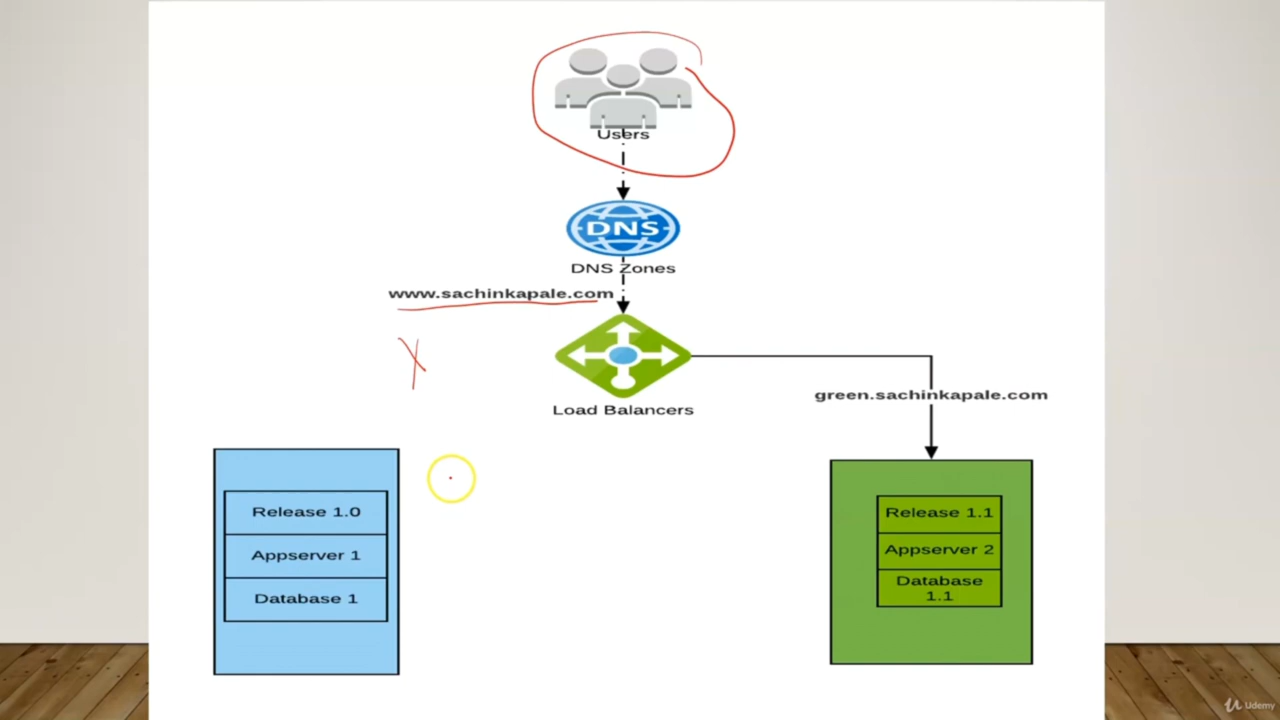 Users
DNS
DNS Zones
www.sachinkapale.com
Load Balancers
green.sachinkapale.com
Release 1.0
Appserver 1
Database 1
Release 1.1
Appserver 2
Database
1.1
X
Udemy